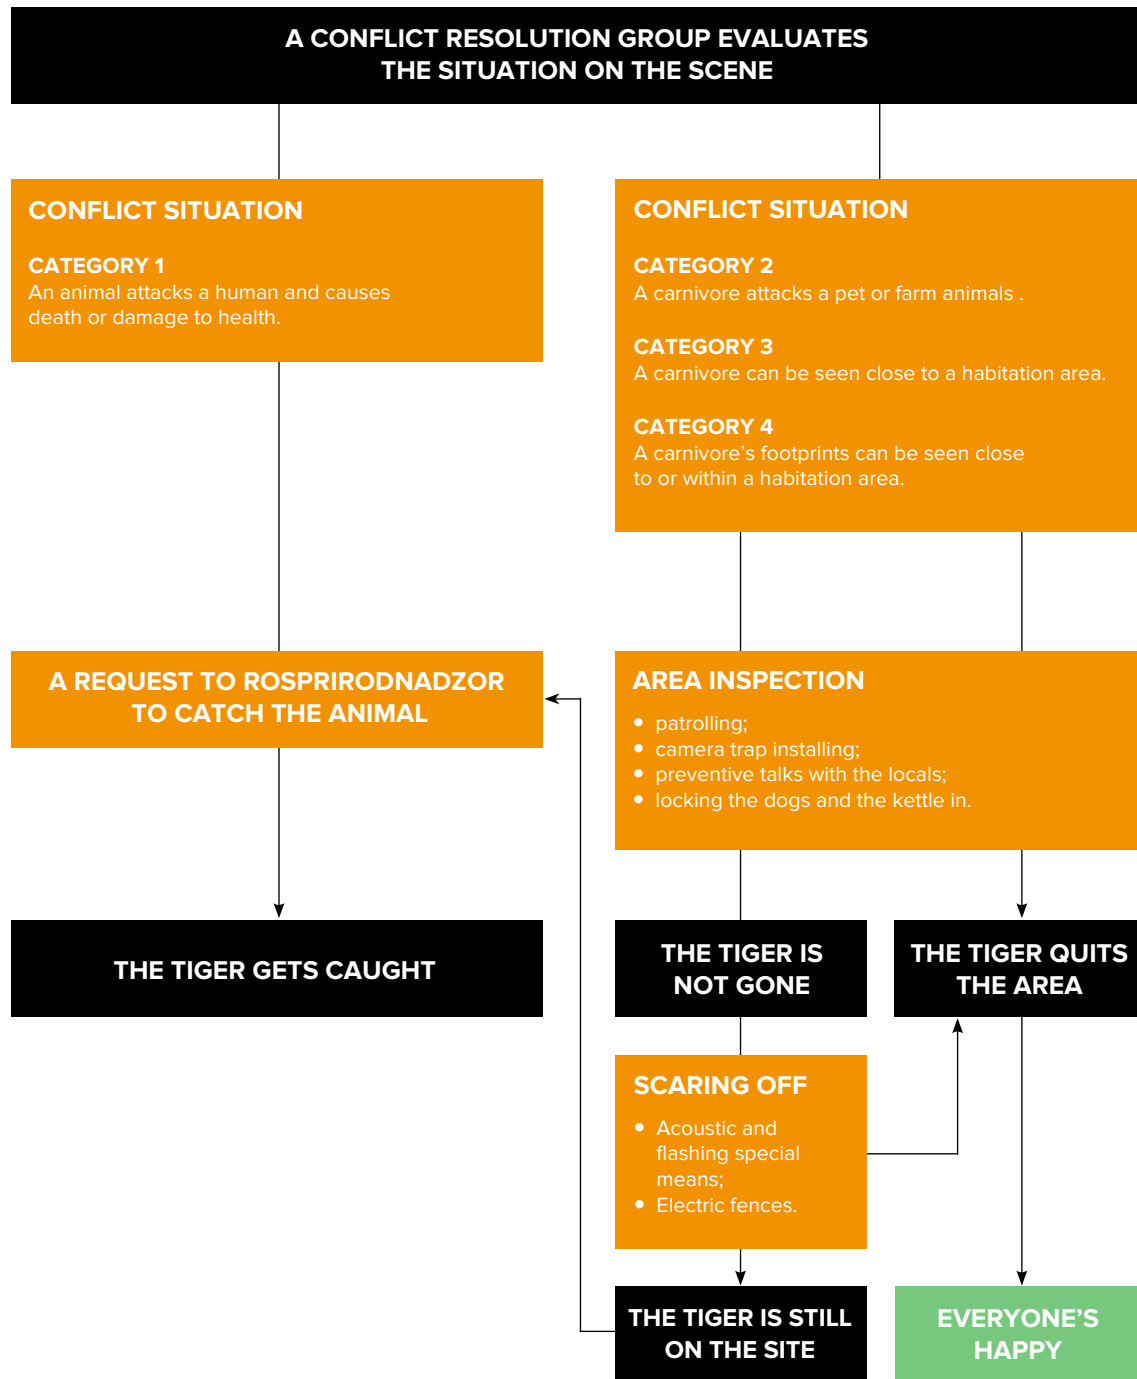 A CONFLICT RESOLUTION GROUP EVALUATES
THE SITUATION ON THE SCENE
CONFLICT SITUATION
CATEGORY 1
An animal attacks a human and causes
death or damage to health.
CONFLICT SITUATION
CATEGORY 2
A carnivore attacks a pet or farm animals .
CATEGORY 3
A carnivore can be seen close to a habitation area.
CATEGORY 4
A carnivore’s footprints can be seen close
to or within a habitation area.
A REQUEST TO ROSPRIRODNADZOR
TO CATCH THE ANIMAL
AREA INSPECTION
• patrolling;
• camera trap installing;
• preventive talks with the locals;
• locking the dogs and the kettle in.
THE TIGER GETS CAUGHT
THE TIGER IS
NOT GONE
THE TIGER QUITS
THE AREA
SCARING OFF
• Acoustic and
flashing special
means;
• Electric fences.
THE TIGER IS STILL
ON THE SITE
EVERYONE’S
HAPPY